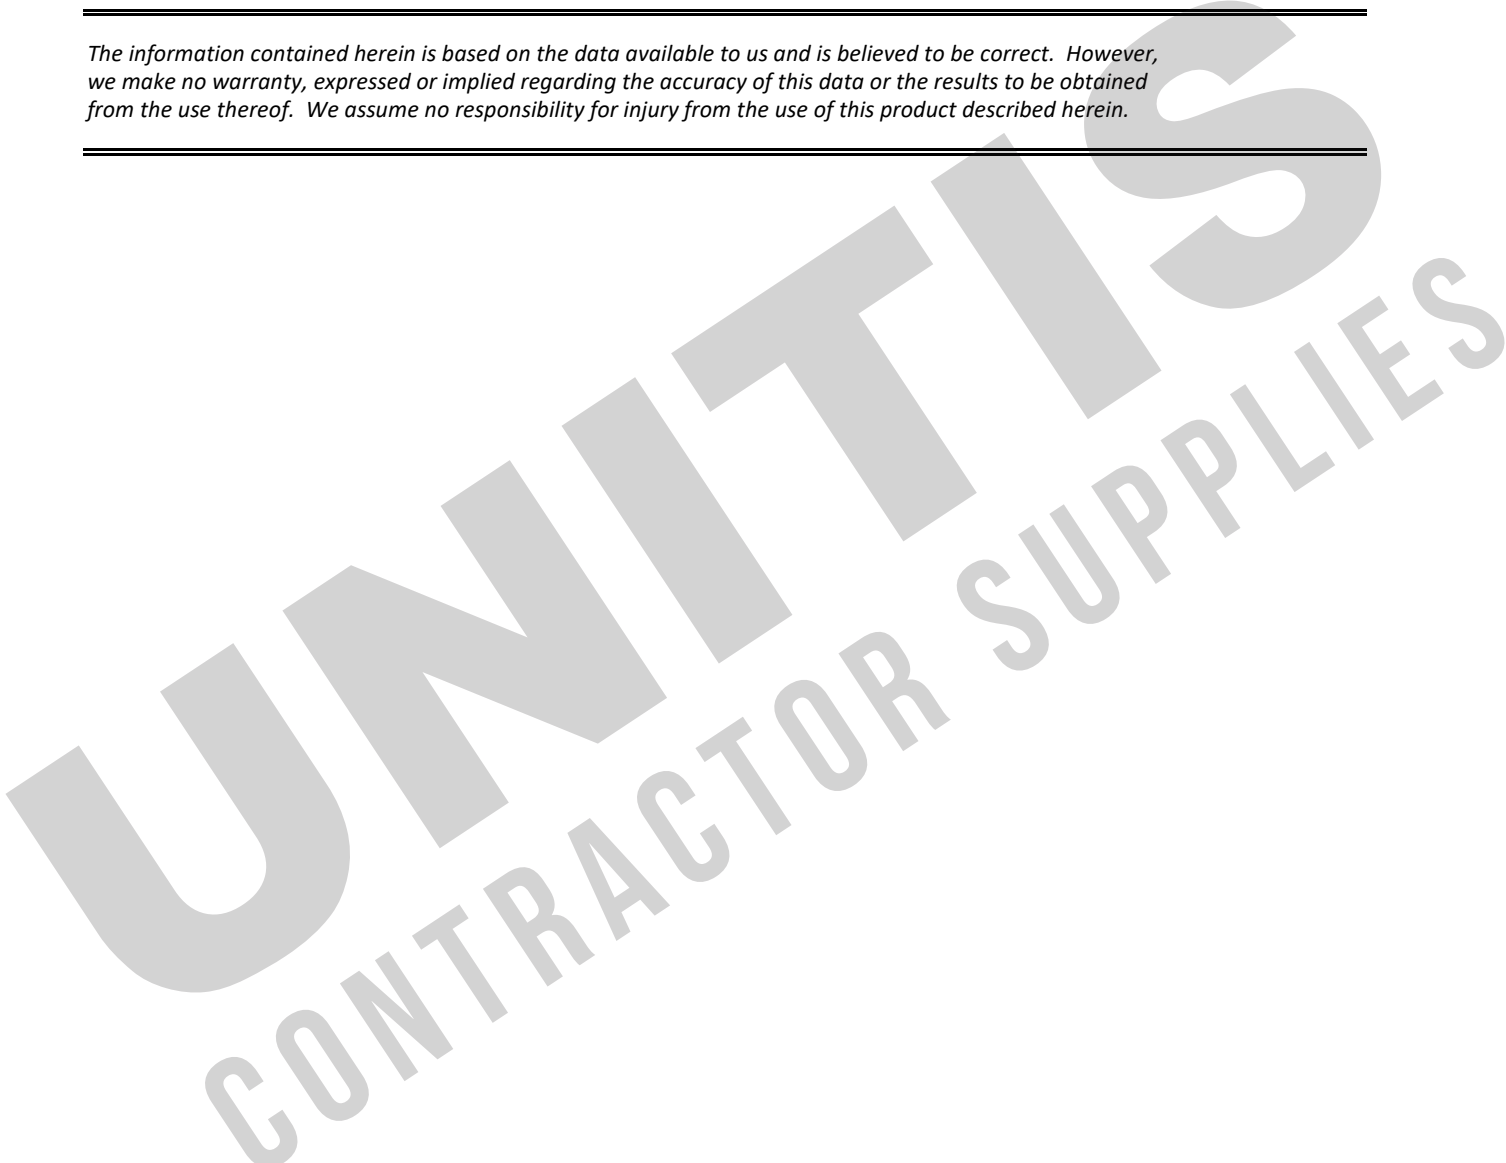 The information contained herein is based on the data available to us and is believed to be correct.  However,
we make no warranty, expressed or implied regarding the accuracy of this data or the results to be obtained
from the use thereof.  We assume no responsibility for injury from the use of this product described herein.
UNITIS
CONTRACTOR SUPPLIES